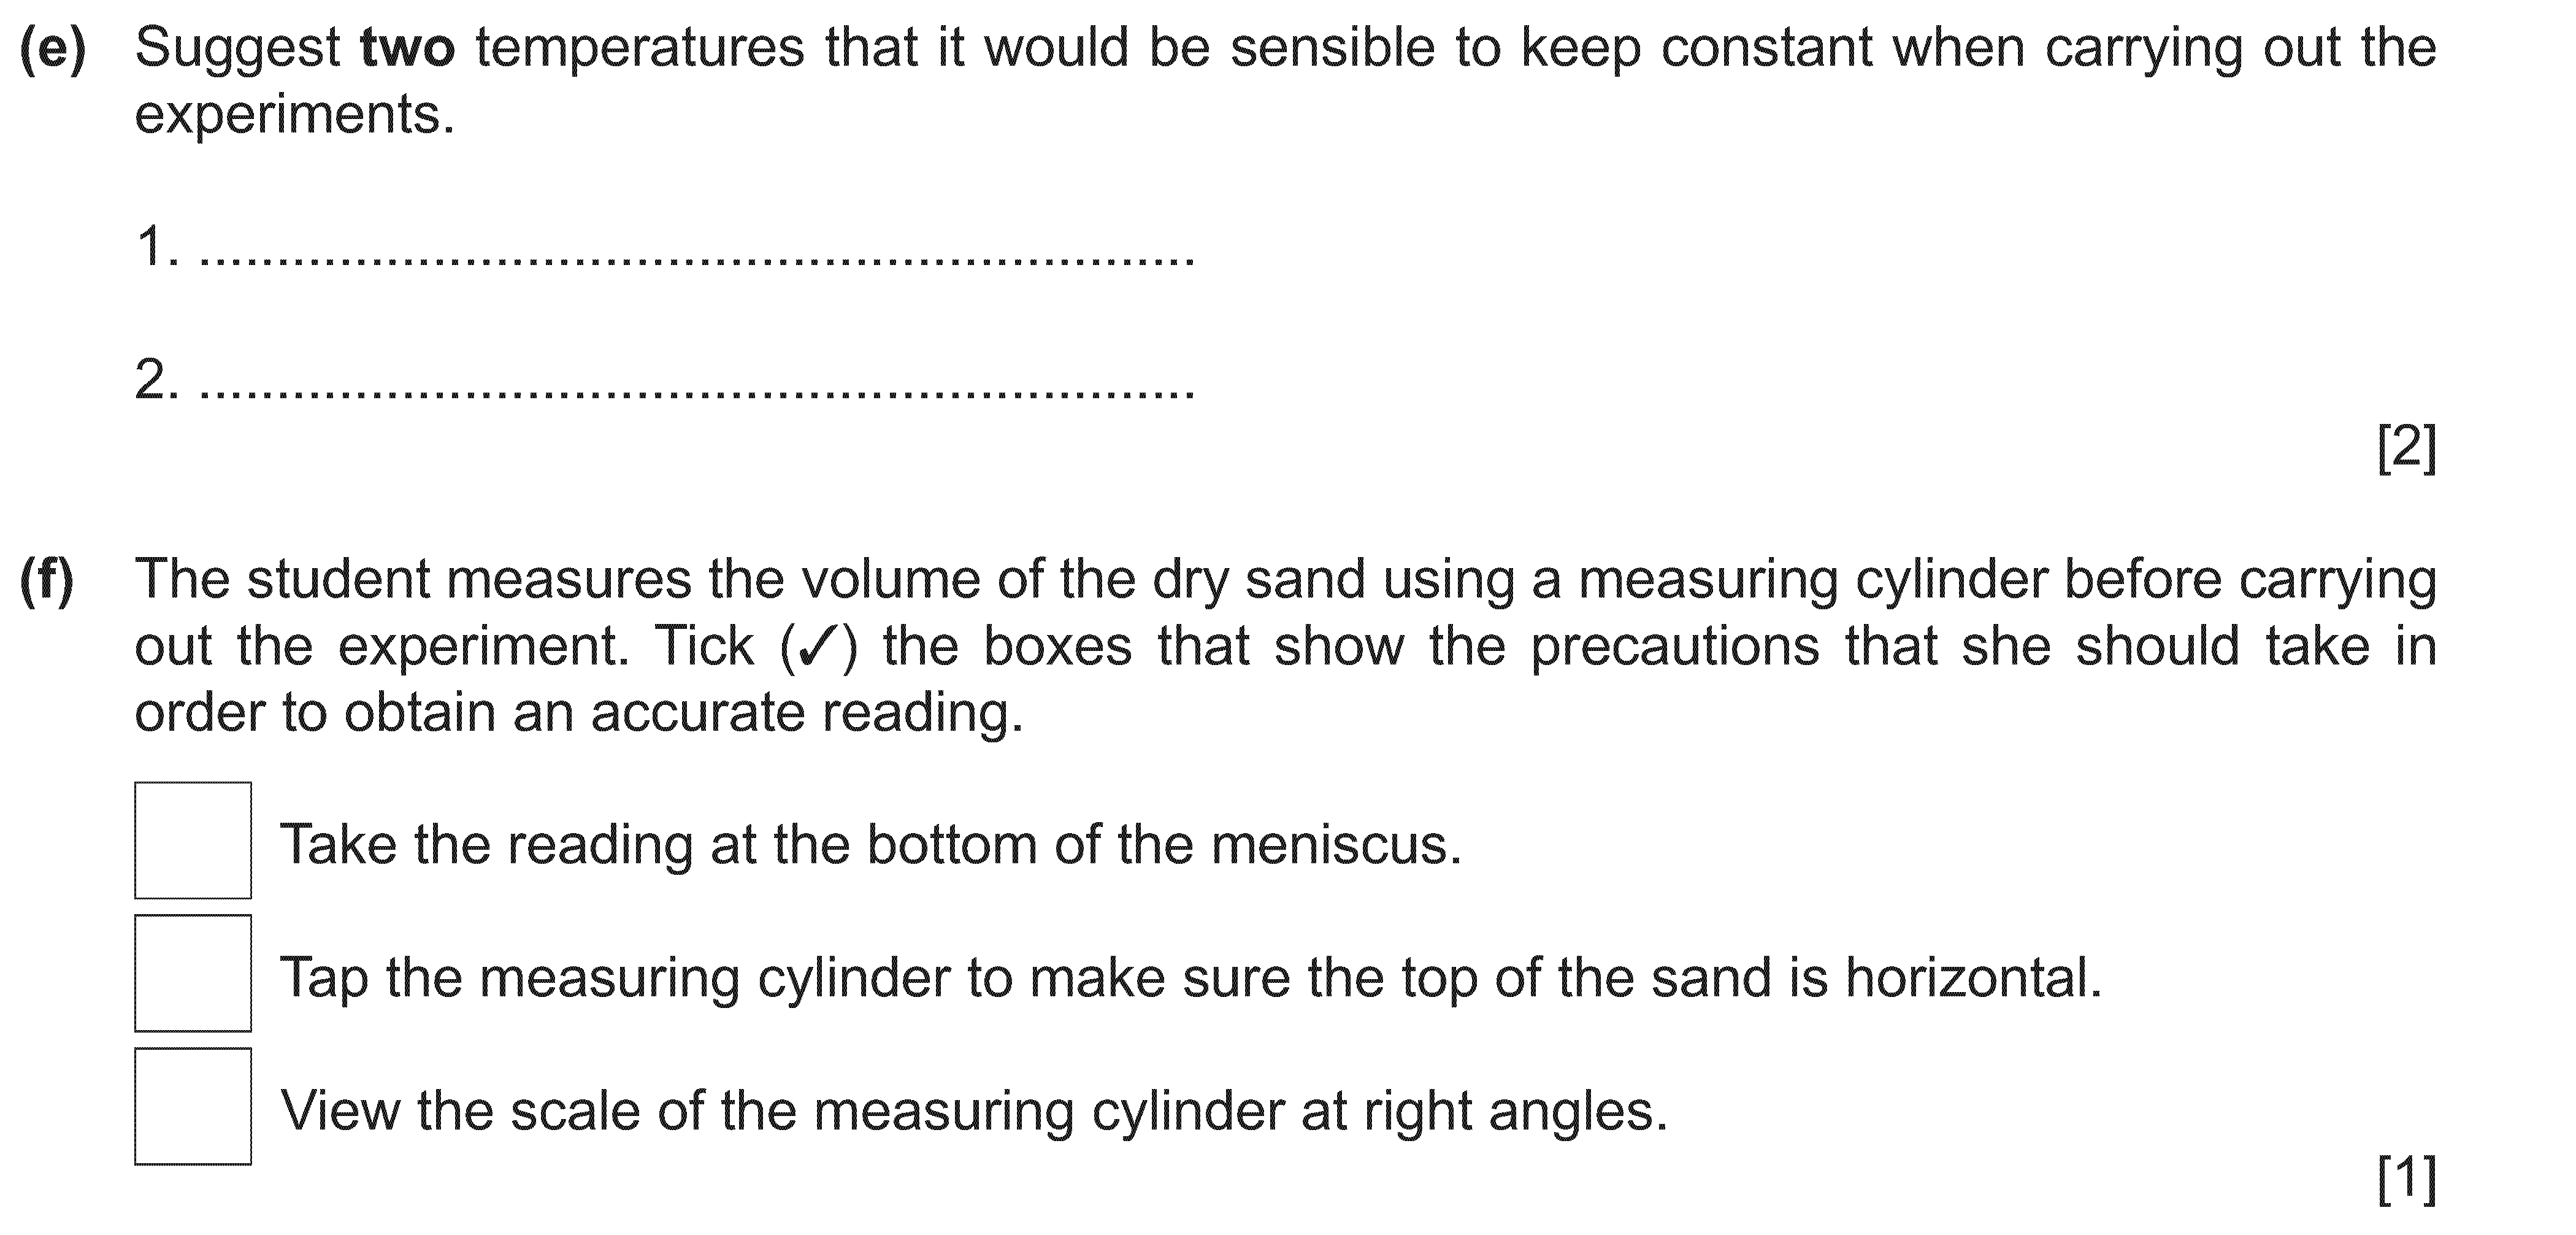 (e) Suggest two temperatures that it would be sensible to keep constant when carrying out the
experiments.
1. ................................................................
2. ................................................................
[2]
(f) The student measures the volume of the dry sand using a measuring cylinder before carrying
out the experiment. Tick (✓) the boxes that show the precautions that she should take in
order to obtain an accurate reading.
Take the reading at the bottom of the meniscus.
Tap the measuring cylinder to make sure the top of the sand is horizontal.
View the scale of the measuring cylinder at right angles.
[1]